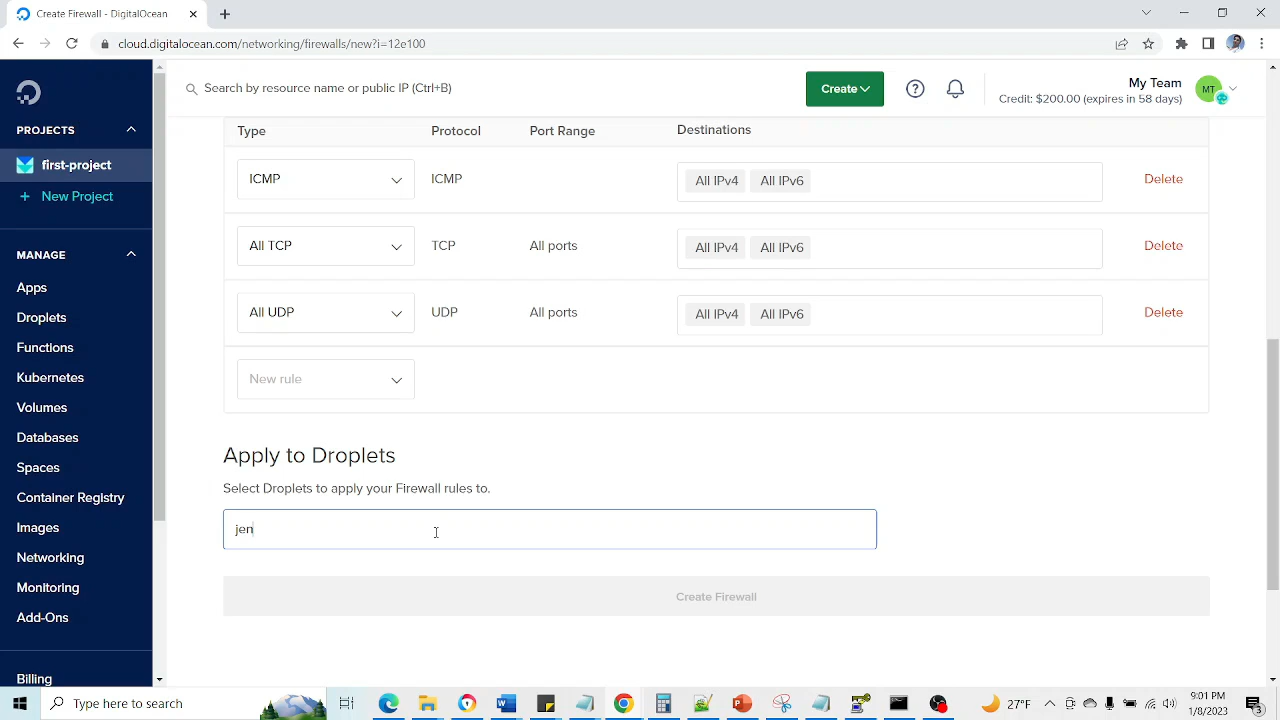 Create Firewall - DigitalOcean
cloud.digitalocean.com/networking/firewalls/new?i=12e100
Search by resource name or public IP (Ctrl+B)
Create
My Team
Credit: $200.00 (expires in 58 days)
MT
PROJECTS
first-project
+ New Project
MANAGE
Apps
Droplets
Functions
Kubernetes
Volumes
Databases
Spaces
Container Registry
Images
Networking
Monitoring
Add-Ons
Billing
Type Protocol Port Range Destinations
ICMP ICMP All IPv4 All IPv6 Delete
All TCP TCP All ports All IPv4 All IPv6 Delete
All UDP UDP All ports All IPv4 All IPv6 Delete
New rule
Apply to Droplets
Select Droplets to apply your Firewall rules to.
jen
Create Firewall
Type here to search
27°F
9:01 PM
1/8/2023
3